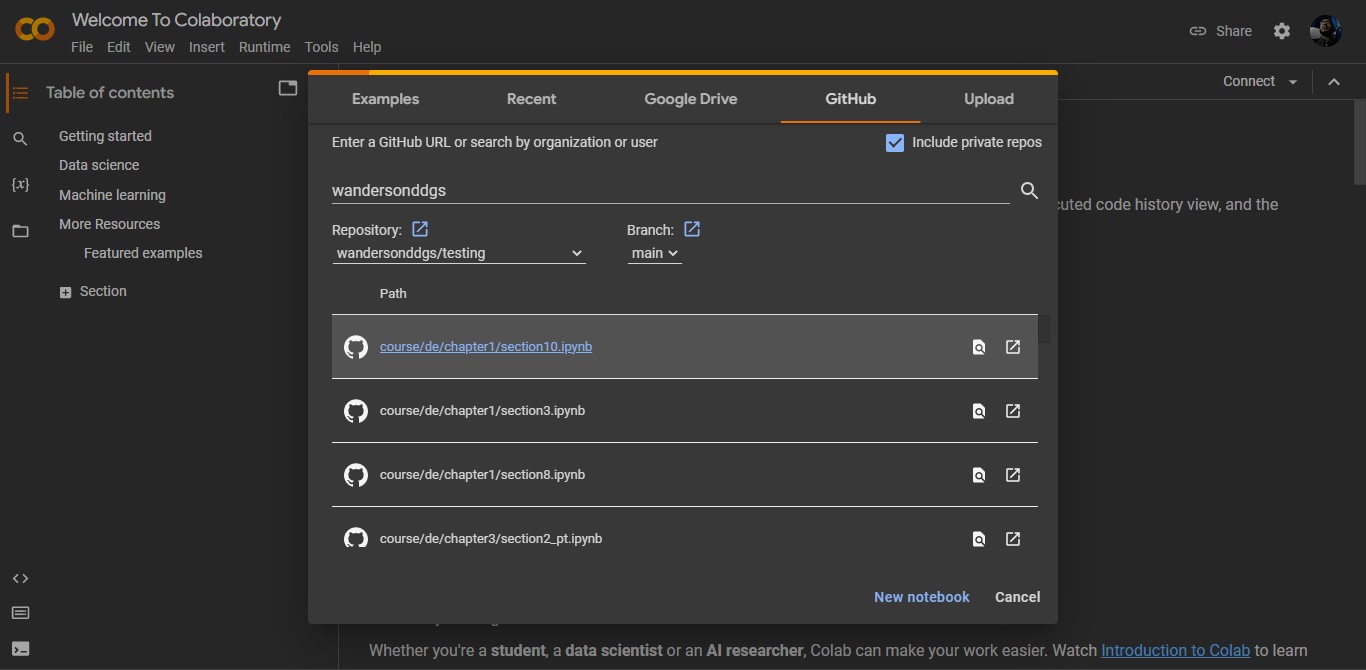 Welcome To Colaboratory
File Edit View Insert Runtime Tools Help
Share
Table of contents
Getting started
Data science
Machine learning
More Resources
Featured examples
Section
{x}
Connect
Examples Recent Google Drive GitHub Upload
Enter a GitHub URL or search by organization or user
Include private repos
wandersonddgs
Repository: Branch:
wandersonddgs/testing main
Path
course/de/chapter1/section10.ipynb
course/de/chapter1/section3.ipynb
course/de/chapter1/section8.ipynb
course/de/chapter3/section2_pt.ipynb
New notebook Cancel
code history view, and the
Whether you're a student, a data scientist or an AI researcher, Colab can make your work easier. Watch Introduction to Colab to learn